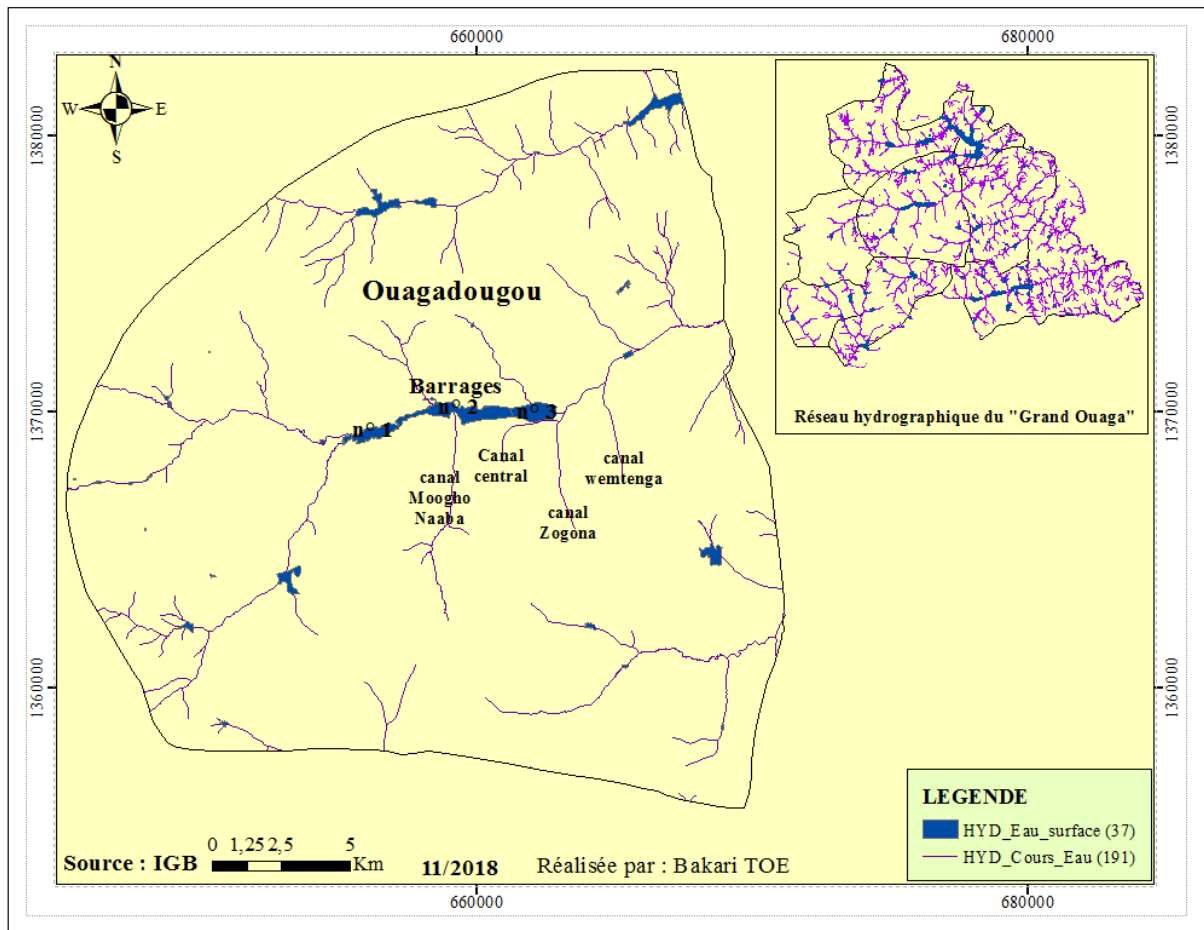 660000
680000
N
W
E
S
1380000
1380000
Ouagadougou
Réseau hydrographique du "Grand Ouaga"
1370000
1370000
Barrages
n° 1
n° 2
n° 3
Canal
central
canal
Moogho
Naaba
canal
Zogona
canal
wemtenga
1360000
1360000
LEGENDE
HYD_Eau_surface (37)
HYD_Cours_Eau (191)
Source : IGB
0 1,25 2,5 5
Km
11/2018
Réalisée par : Bakari TOE
660000
680000